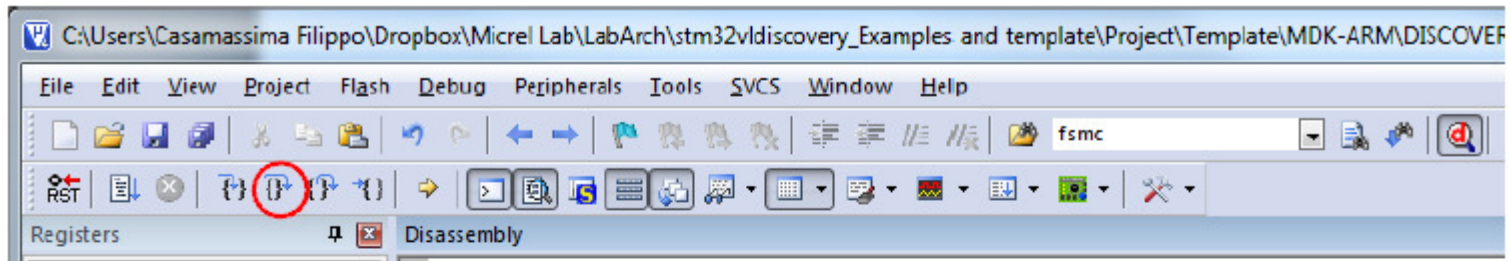 C:\Users\Casamassima Filippo\Dropbox\Micrel Lab\LabArch\stm32vldiscovery_Examples and template\Project\Template\MDK-ARM\DISCOVER
File Edit View Project Flash Debug Peripherals Tools SVCS Window Help
fsmc
RST
Registers Disassembly